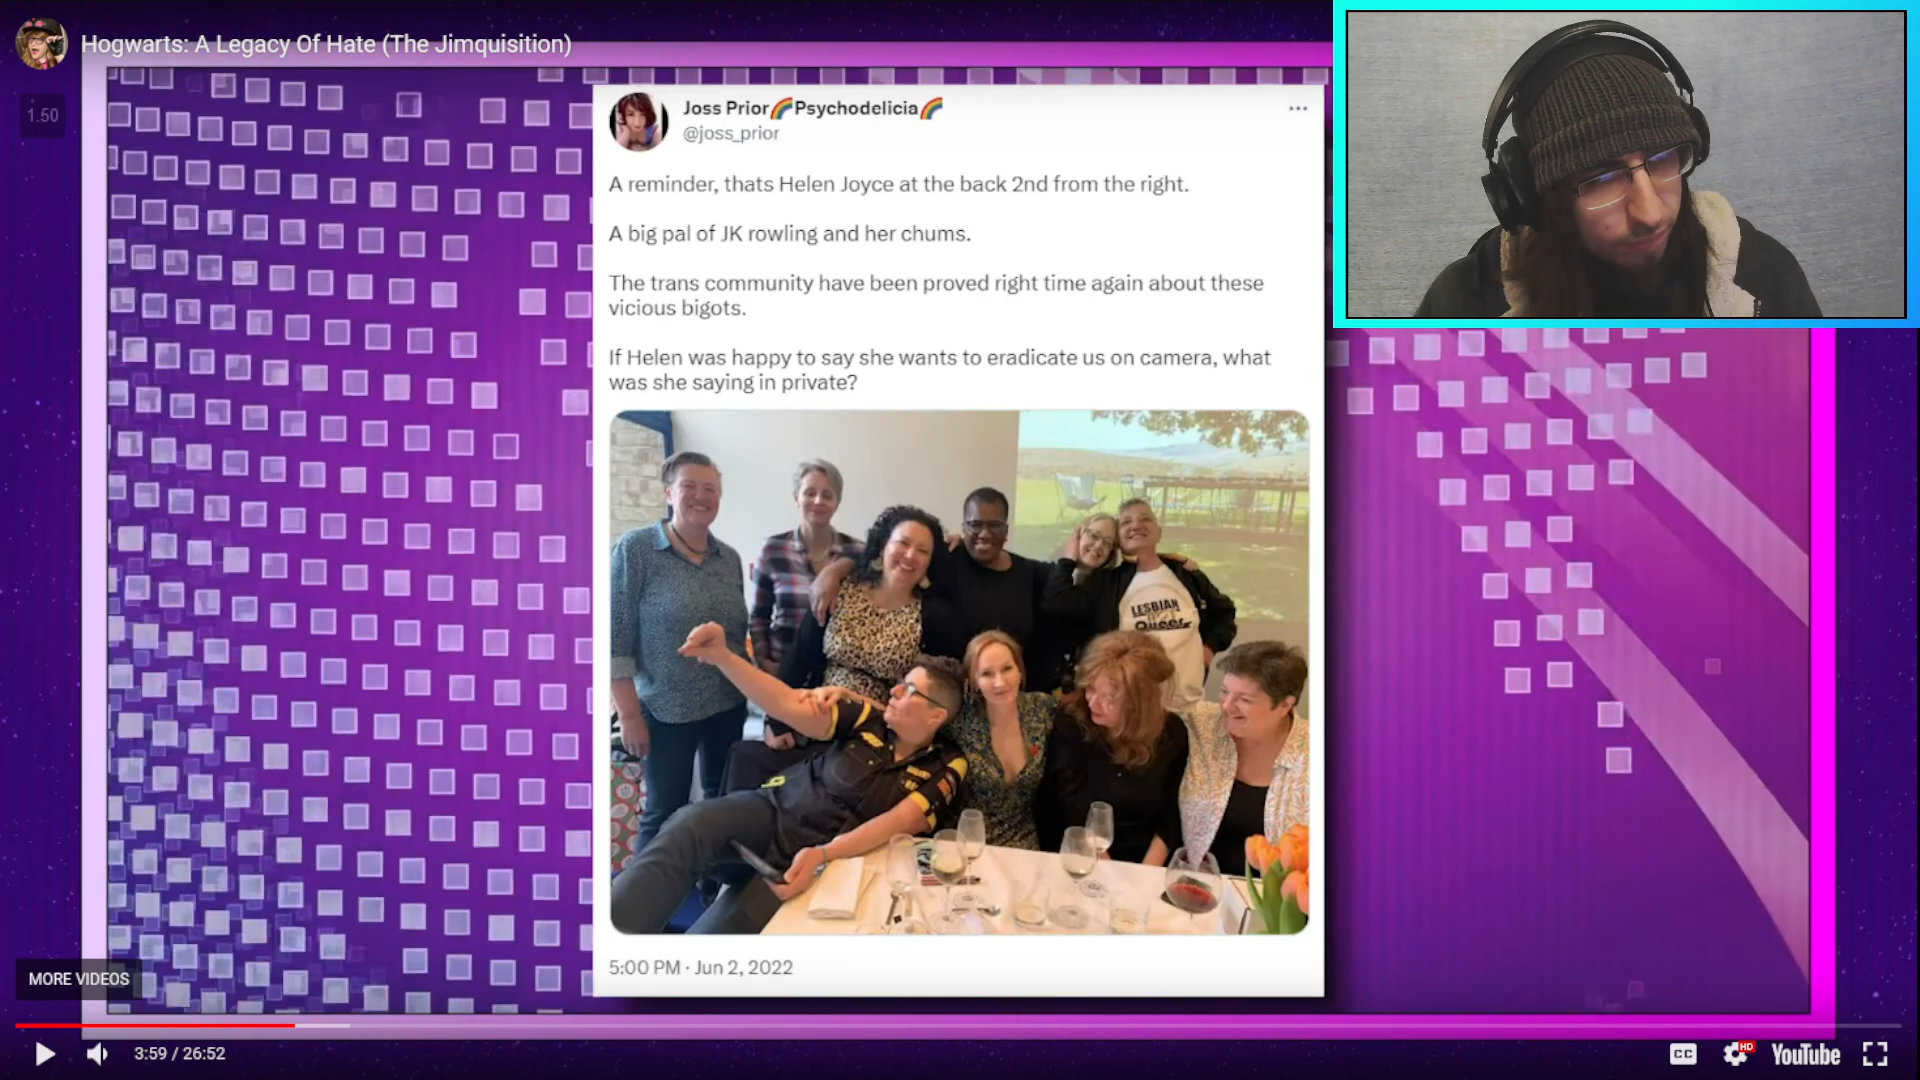 Hogwarts: A Legacy Of Hate (The Jimquisition)
1.50
Joss Prior🌈Psychodelicia🌈
@joss_prior
A reminder, thats Helen Joyce at the back 2nd from the right.
A big pal of JK rowling and her chums.
The trans community have been proved right time again about these
vicious bigots.
If Helen was happy to say she wants to eradicate us on camera, what
was she saying in private?
LESBIAN
Queer
5:00 PM · Jun 2, 2022
MORE VIDEOS
3:59 / 26:52
CC
HD
YouTube